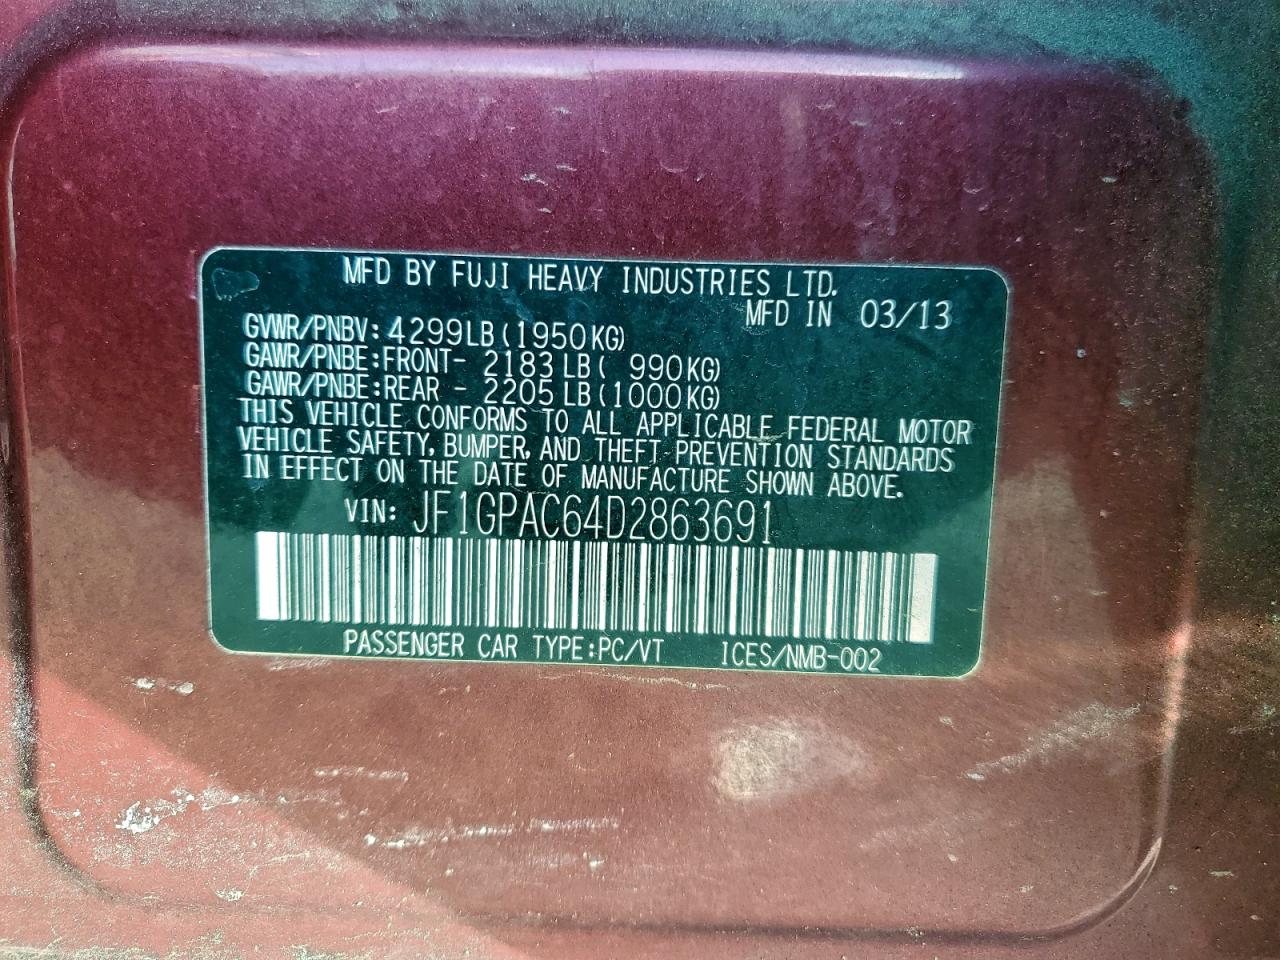 MFD BY FUJI HEAVY INDUSTRIES LTD.
MFD IN 03/13
GVWR/PNBV: 4299LB (1950KG)
GAWR/PNBE:FRONT- 2183 LB ( 990KG)
GAWR/PNBE:REAR - 2205 LB (1000KG)
THIS VEHICLE CONFORMS TO ALL APPLICABLE FEDERAL MOTOR
VEHICLE SAFETY, BUMPER, AND THEFT PREVENTION STANDARDS
IN EFFECT ON THE DATE OF MANUFACTURE SHOWN ABOVE.
VIN: JF1GPAC64D2863691
PASSENGER CAR TYPE:PC/VT ICES/NMB-002